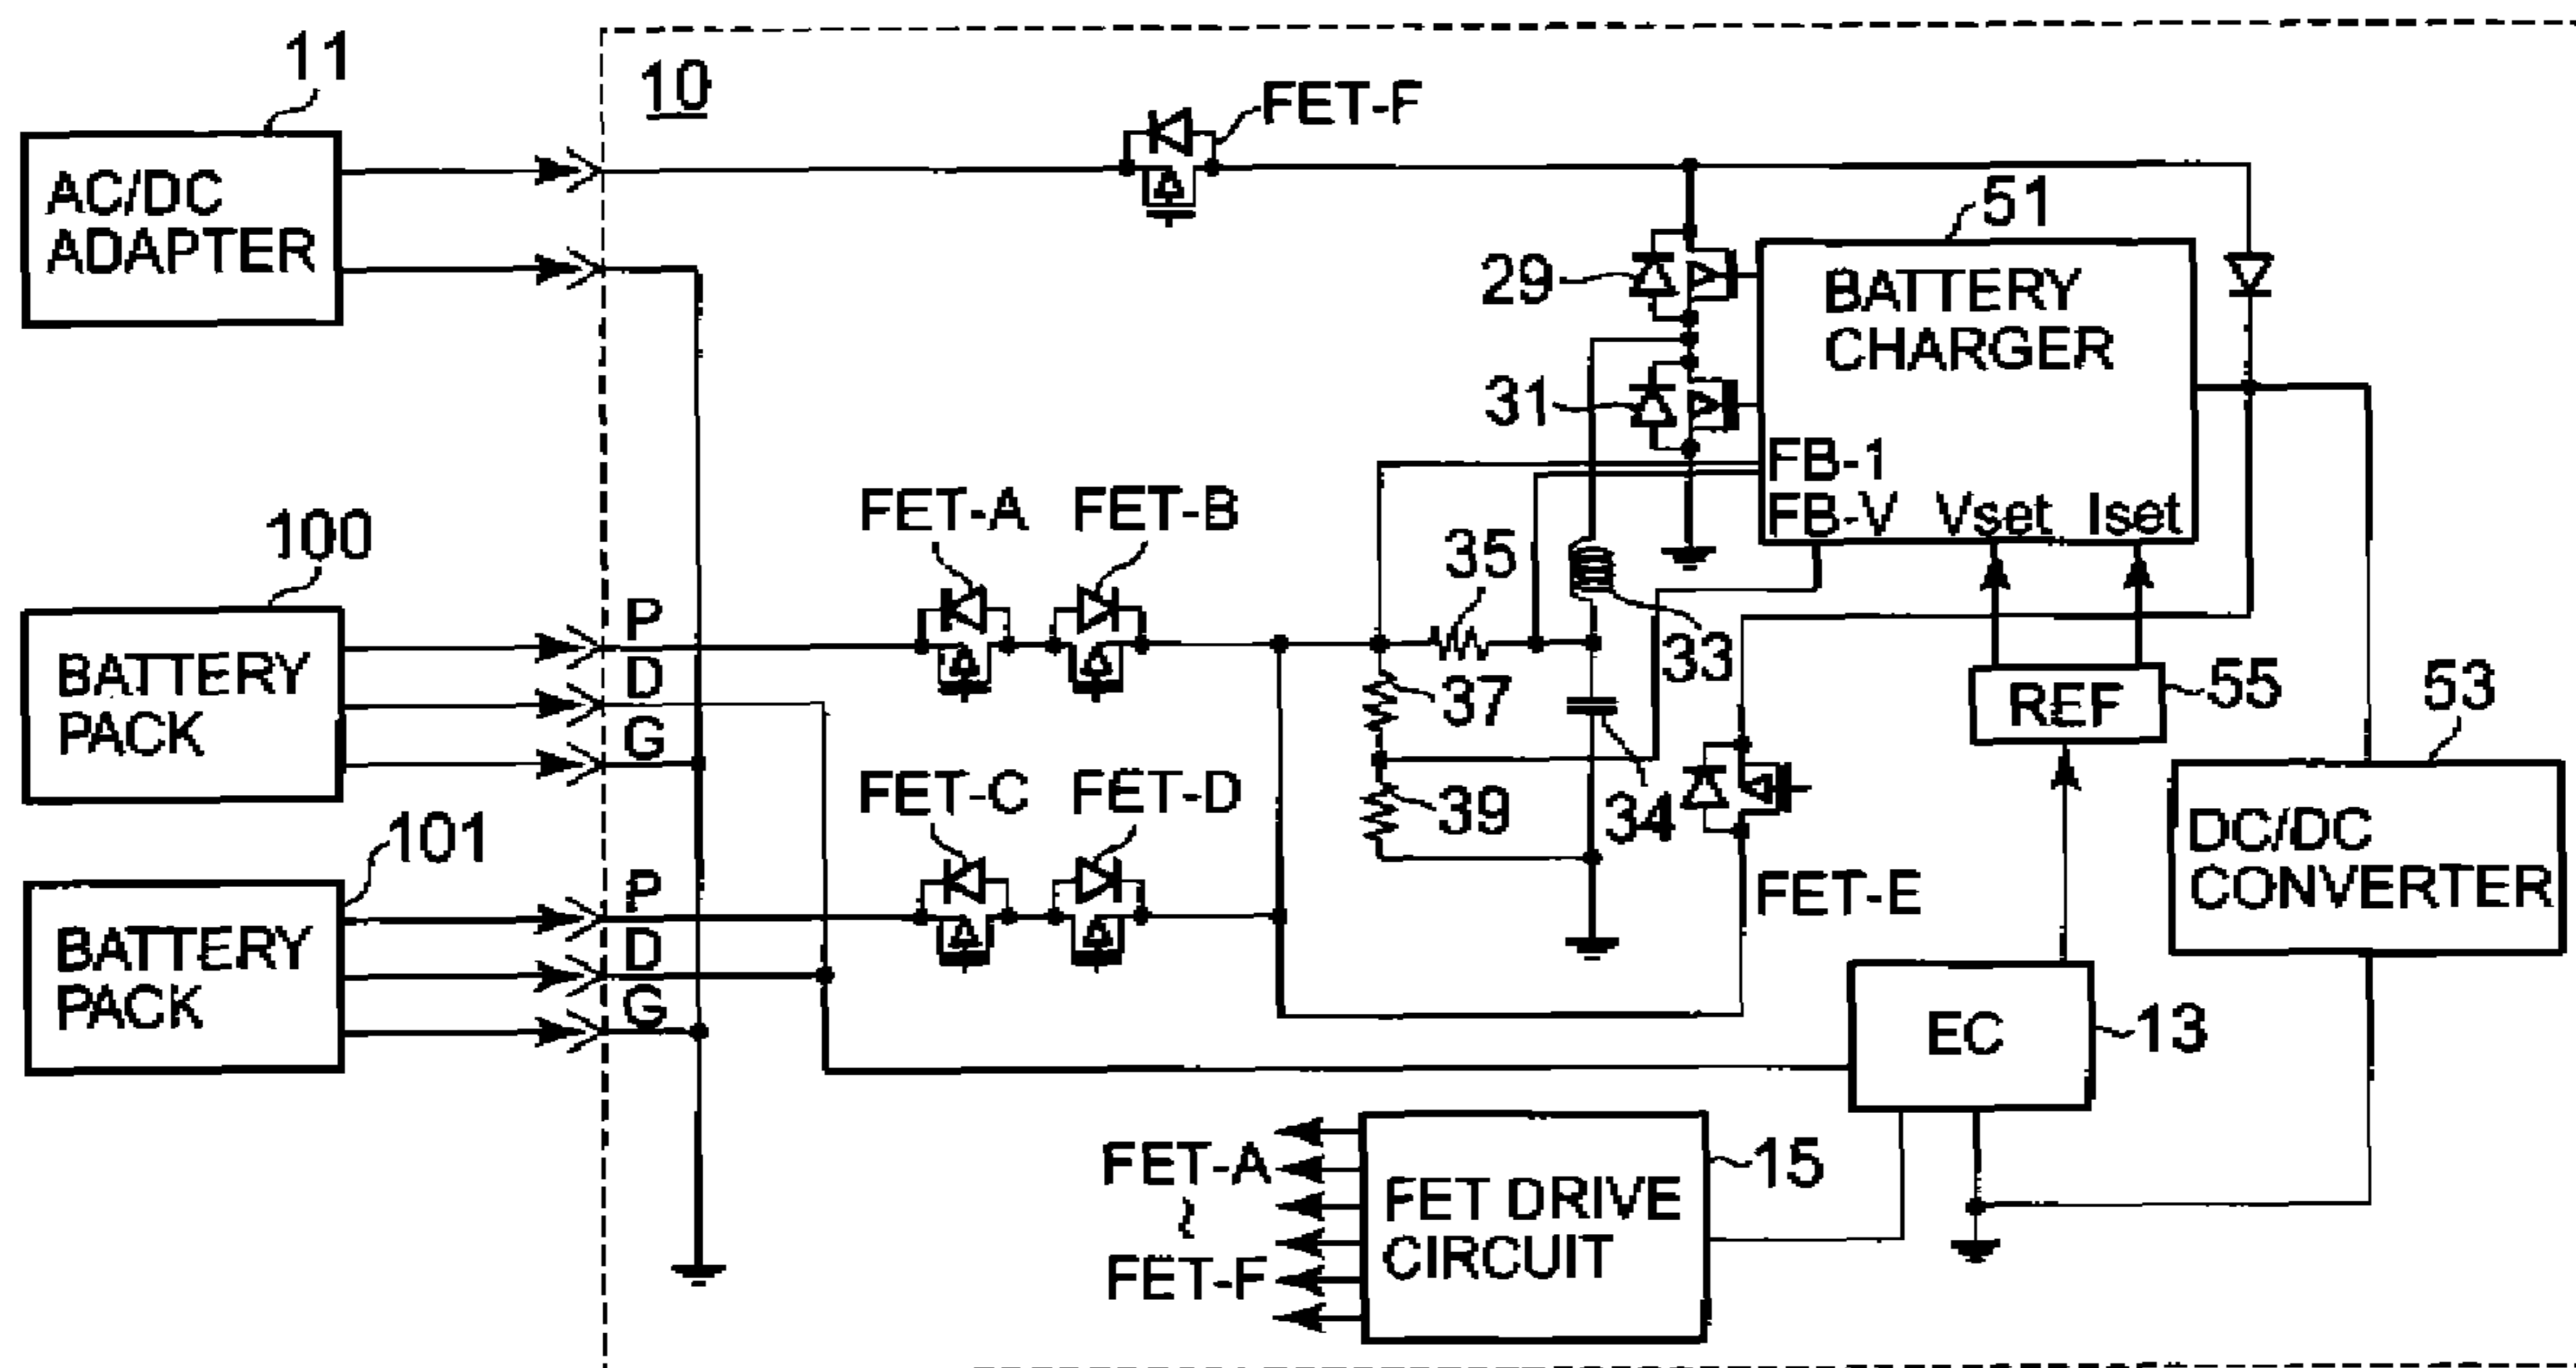 11
10
FET-F
AC/DC
ADAPTER
51
29
BATTERY
CHARGER
31
FB-1
FB-V Vset Iset
100
FET-A FET-B
35
BATTERY
PACK
P
D
G
33
37
REF
55
53
34
39
FET-C FET-D
FET-E
DC/DC
CONVERTER
101
BATTERY
PACK
P
D
G
EC
13
15
FET-A
~
FET-F
FET DRIVE
CIRCUIT